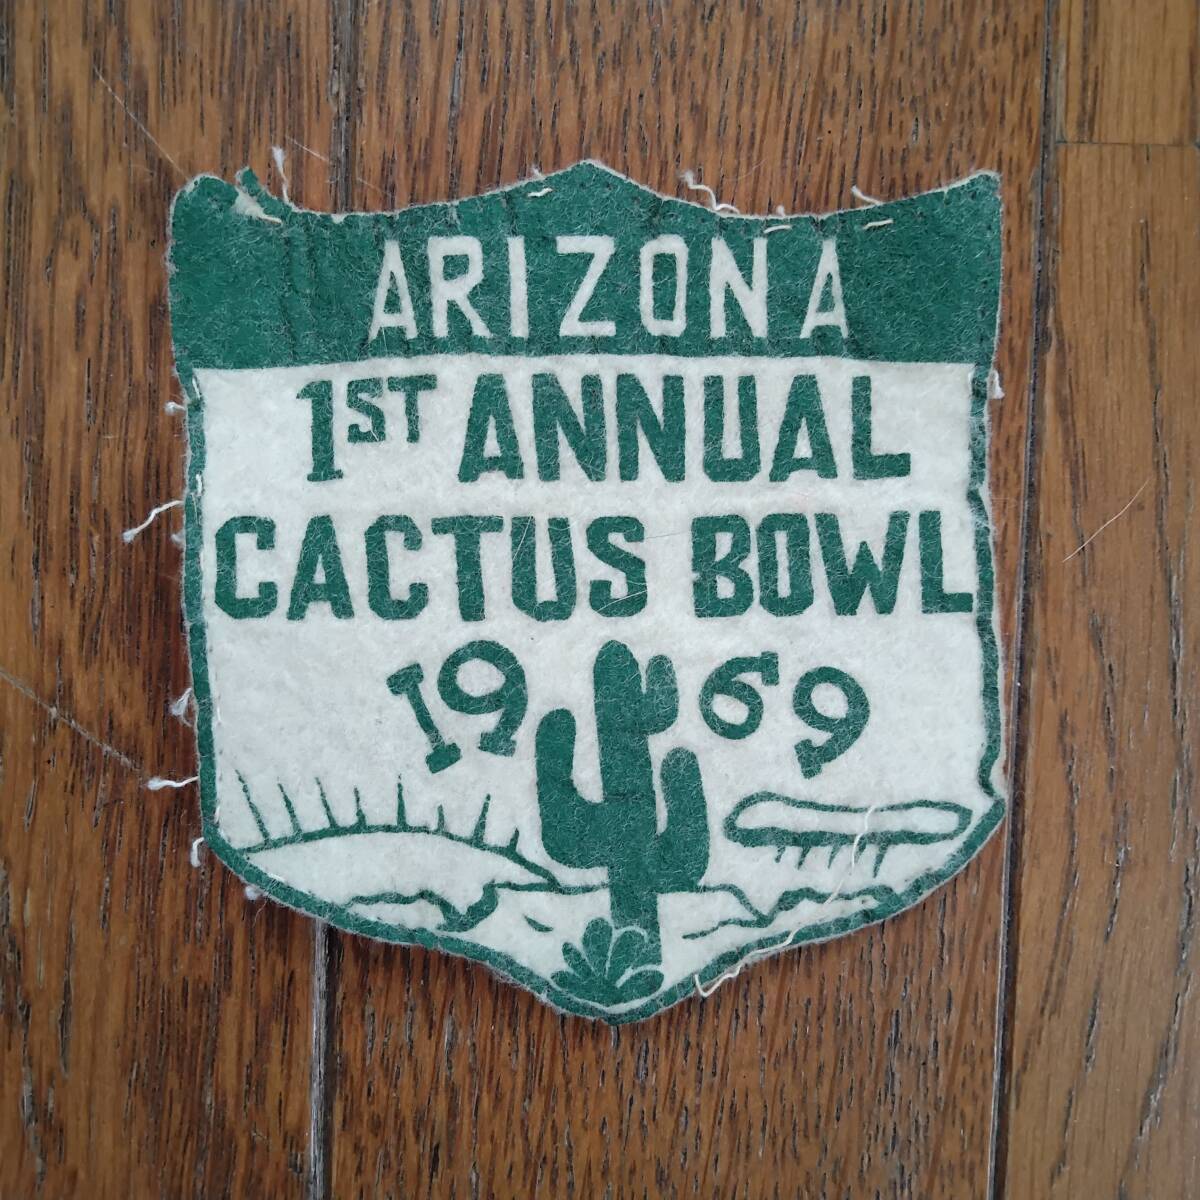 ARIZONA
1ST ANNUAL
CACTUS BOWL
1969